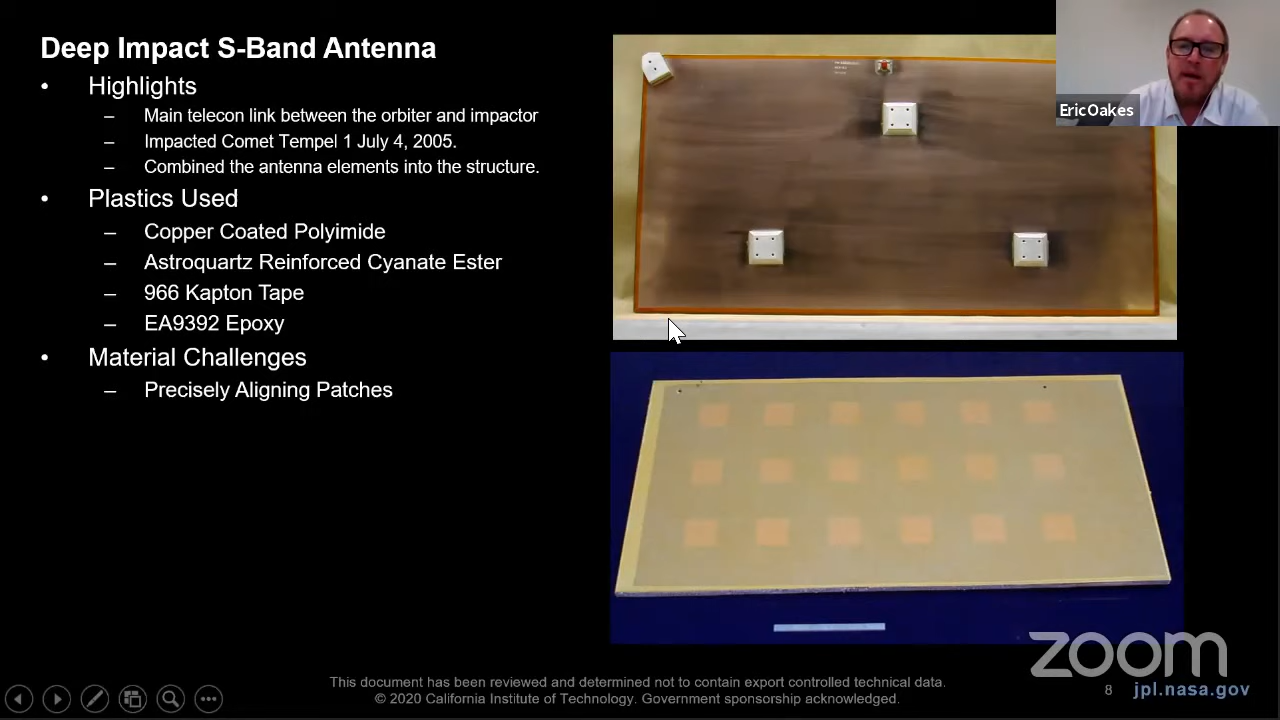 Deep Impact S-Band Antenna
• Highlights
– Main telecon link between the orbiter and impactor
– Impacted Comet Tempel 1 July 4, 2005.
– Combined the antenna elements into the structure.
• Plastics Used
– Copper Coated Polyimide
– Astroquartz Reinforced Cyanate Ester
– 966 Kapton Tape
– EA9392 Epoxy
• Material Challenges
– Precisely Aligning Patches
Eric Oakes
zoom
This document has been reviewed and determined not to contain export controlled technical data.
© 2020 California Institute of Technology. Government sponsorship acknowledged.
8 jpl.nasa.gov